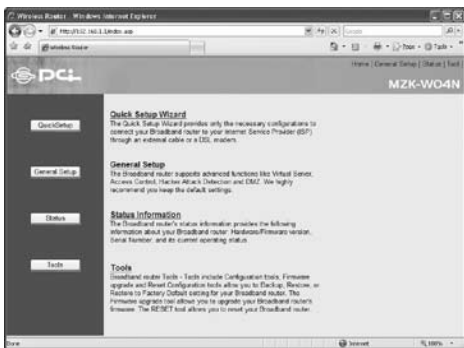 Wireless Router - Windows Internet Explorer
Google
Wireless Router
Page
Tools
Home | General Setup | Status | Tool
PCi
MZK-WO4N
QuickSetup
Quick Setup Wizard
The Quick Setup Wizard provides only the necessary configurations to
connect your Broadband router to your Internet Service Provider (ISP)
through an external cable or a DSL modem.
General Setup
General Setup
The Broadband router supports advanced functions like Virtual Server,
Access Control, Hacker Attack Detection and DMZ. We highly
recommend you keep the default settings.
Status
Status Information
The Broadband router's status information provides the following
information about your Broadband router: Hardware/Firmware version,
Serial Number, and its current operating status.
Tools
Tools
Broadband router Tools - Tools include Configuration tools, Firmware
upgrade and Reset. Configuration tools allow you to Backup, Restore, or
Restore to Factory Default setting for your Broadband router. The
Firmware upgrade tool allows you to upgrade your Broadband router's
firmware. The RESET tool allows you to reset your Broadband router.
Done
Internet
100%